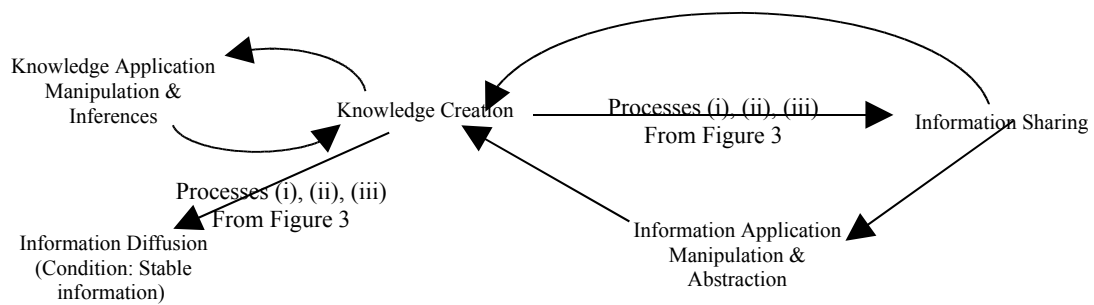 Knowledge Application
Manipulation &
Inferences
Knowledge Creation
Processes (i), (ii), (iii)
From Figure 3
Information Sharing
Processes (i), (ii), (iii)
From Figure 3
Information Diffusion
(Condition: Stable
information)
Information Application
Manipulation &
Abstraction